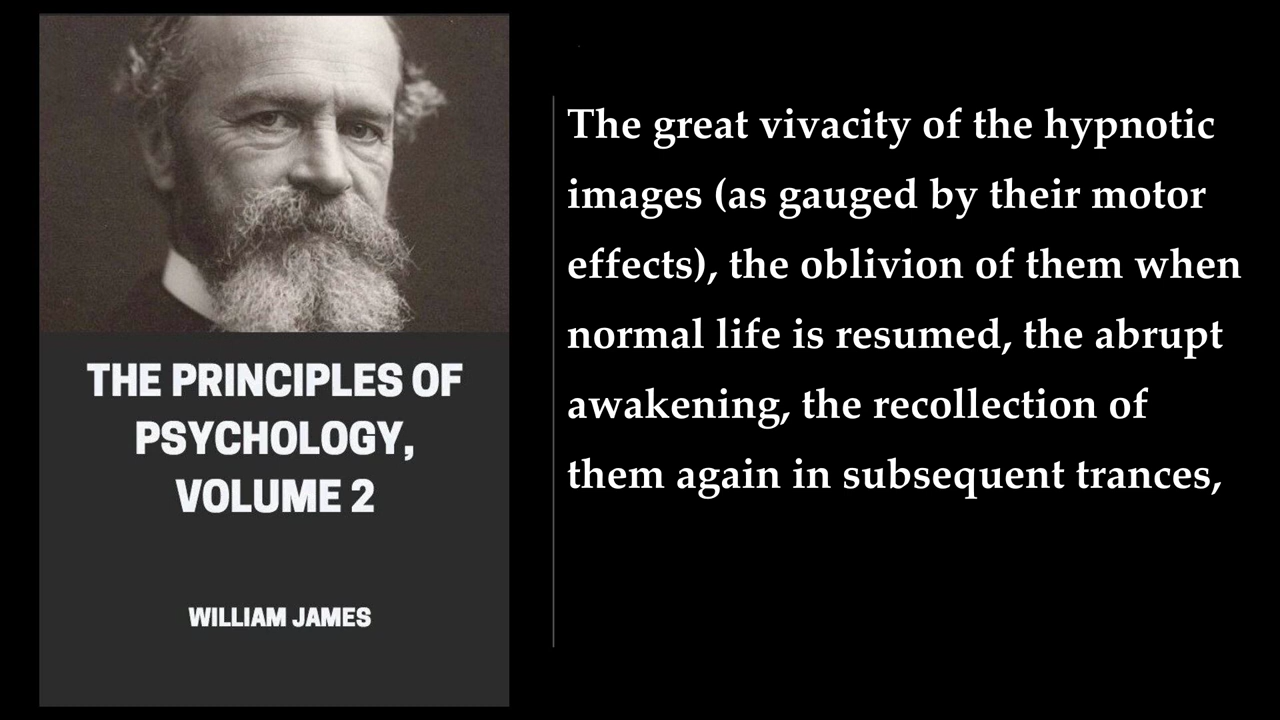 THE PRINCIPLES OF
PSYCHOLOGY,
VOLUME 2
WILLIAM JAMES
The great vivacity of the hypnotic
images (as gauged by their motor
effects), the oblivion of them when
normal life is resumed, the abrupt
awakening, the recollection of
them again in subsequent trances,